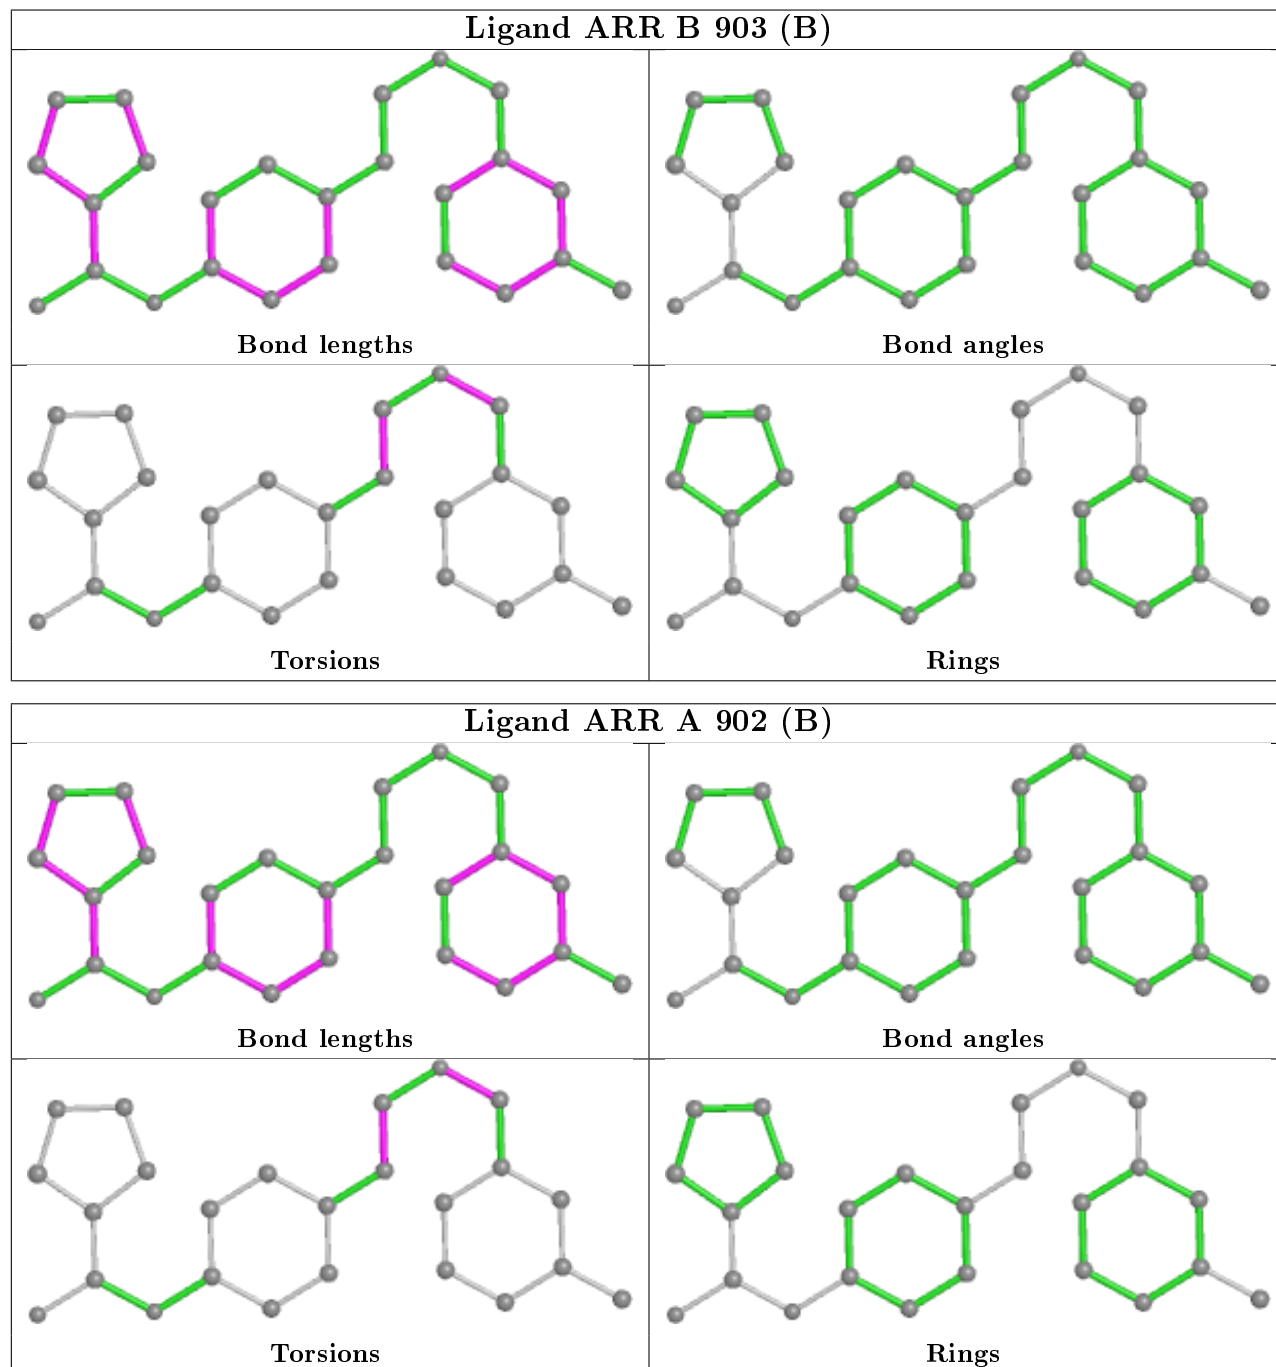 Ligand ARR B 903 (B)
Bond lengths
Bond angles
Torsions
Rings
Ligand ARR A 902 (B)
Bond lengths
Bond angles
Torsions
Rings